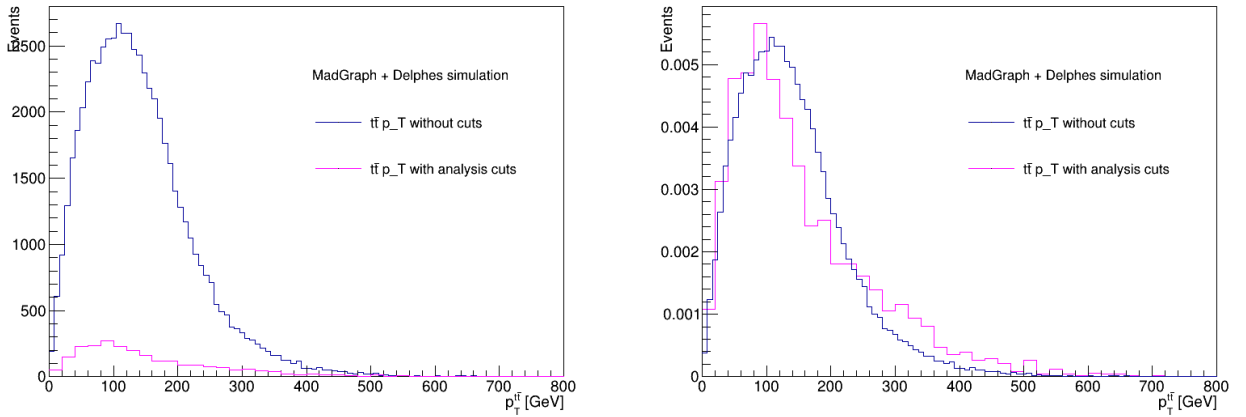 Events
2500
2000
1500
1000
500
0
MadGraph + Delphes simulation
tt̄ p_T without cuts
tt̄ p_T with analysis cuts
0 100 200 300 400 500 600 700 800
p_T^{tt̄} [GeV]
Events
0.005
0.004
0.003
0.002
0.001
0
MadGraph + Delphes simulation
tt̄ p_T without cuts
tt̄ p_T with analysis cuts
0 100 200 300 400 500 600 700 800
p_T^{tt̄} [GeV]